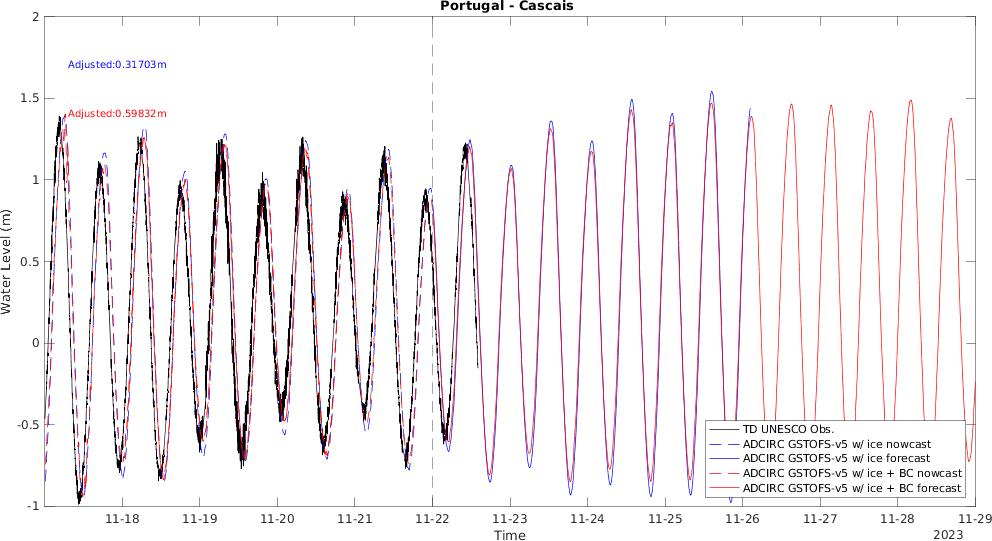 Portugal - Cascais
2
1.5
1
0.5
0
-0.5
-1
Water Level (m)
Adjusted:0.31703m
Adjusted:0.59832m
TD UNESCO Obs.
ADCIRC GSTOFS-v5 w/ ice nowcast
ADCIRC GSTOFS-v5 w/ ice forecast
ADCIRC GSTOFS-v5 w/ ice + BC nowcast
ADCIRC GSTOFS-v5 w/ ice + BC forecast
11-18 11-19 11-20 11-21 11-22 11-23 11-24 11-25 11-26 11-27 11-28 11-29
Time
2023